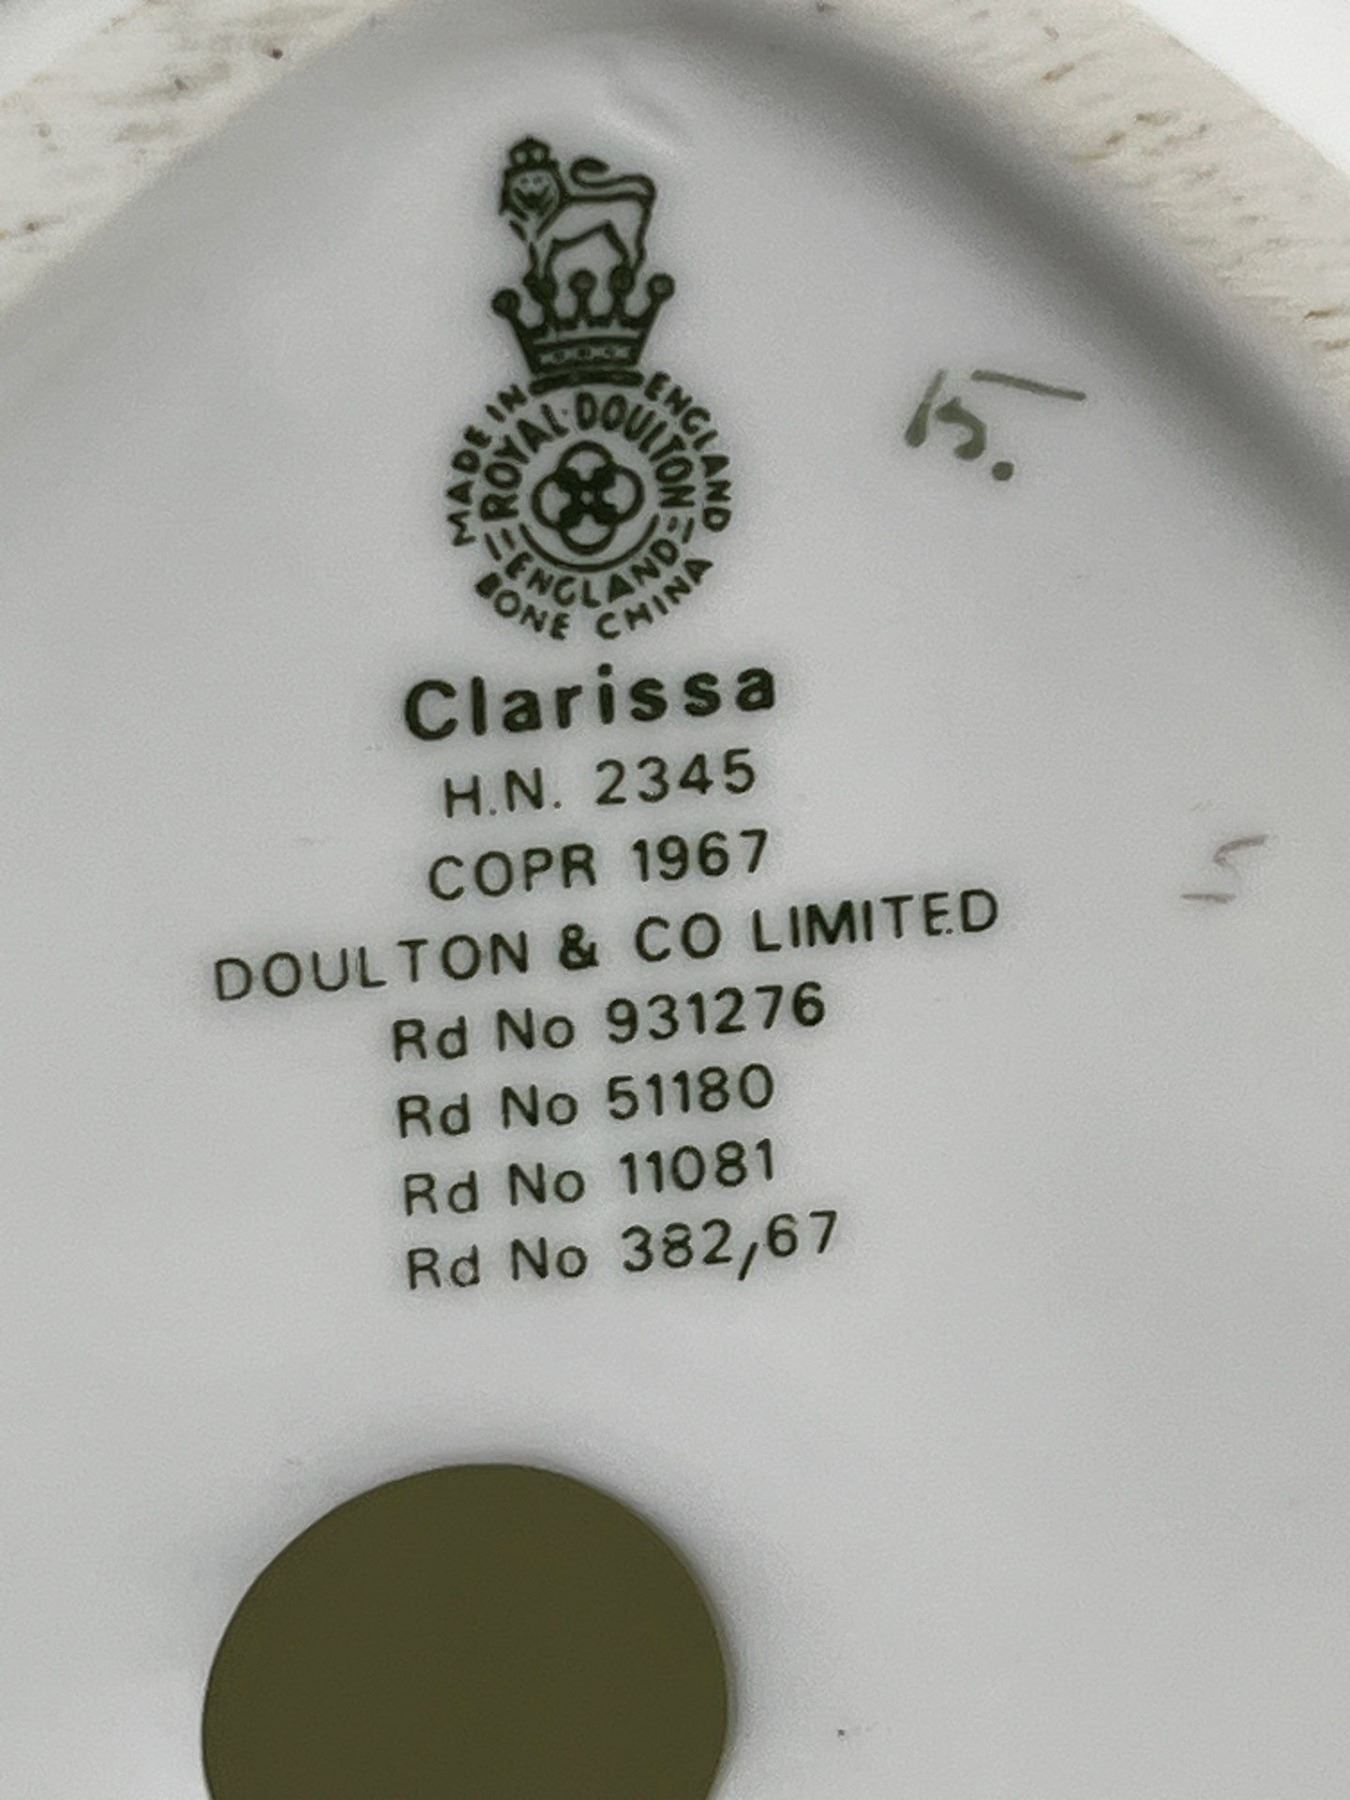 MADE IN ENGLAND
ROYAL·DOULTON
ENGLAND
BONE CHINA
Clarissa
H.N. 2345
COPR 1967
DOULTON & CO LIMITED
Rd No 931276
Rd No 51180
Rd No 11081
Rd No 382,67